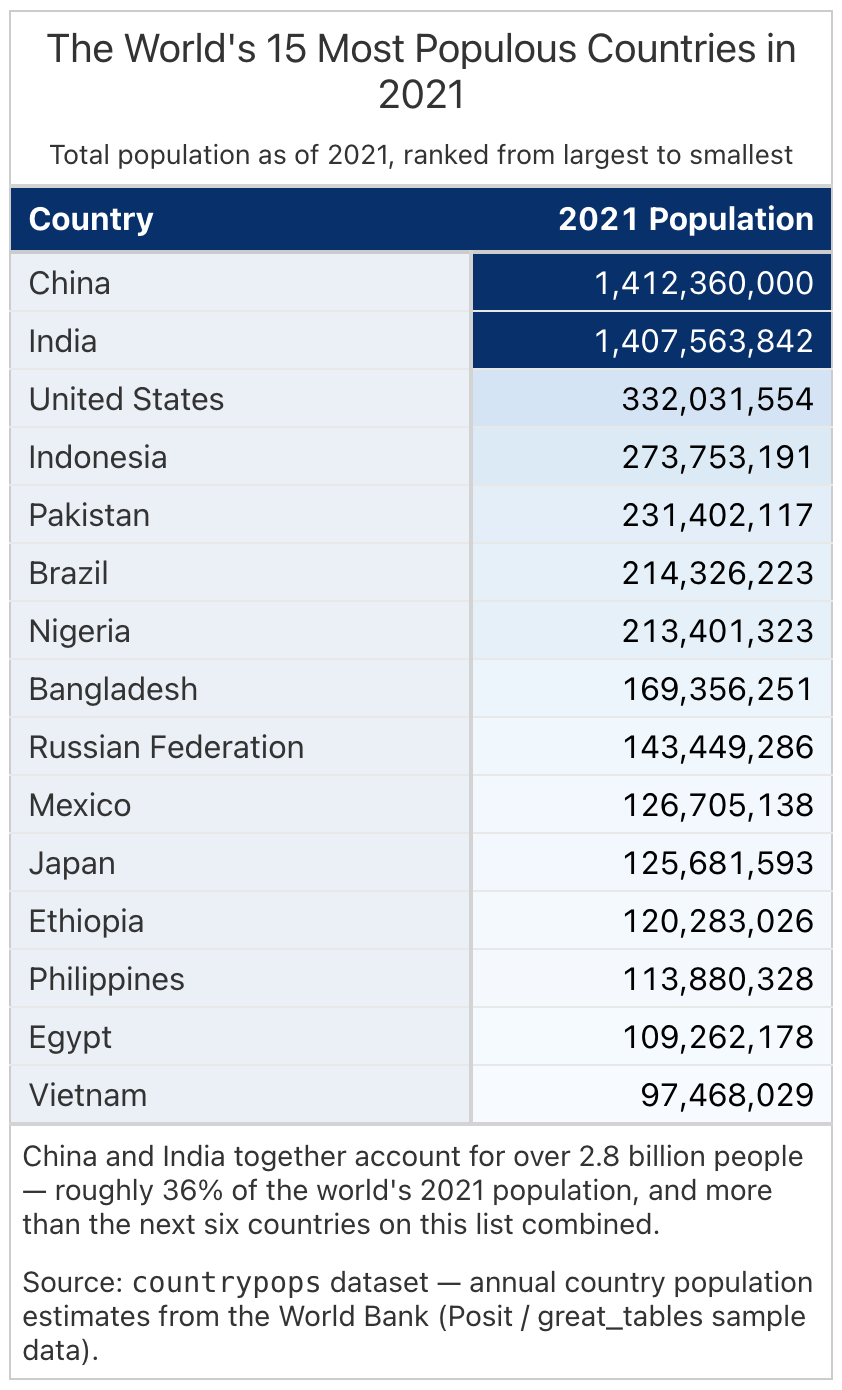 The World's 15 Most Populous Countries in
2021
Total population as of 2021, ranked from largest to smallest
Country 2021 Population
China 1,412,360,000
India 1,407,563,842
United States 332,031,554
Indonesia 273,753,191
Pakistan 231,402,117
Brazil 214,326,223
Nigeria 213,401,323
Bangladesh 169,356,251
Russian Federation 143,449,286
Mexico 126,705,138
Japan 125,681,593
Ethiopia 120,283,026
Philippines 113,880,328
Egypt 109,262,178
Vietnam 97,468,029
China and India together account for over 2.8 billion people
— roughly 36% of the world's 2021 population, and more
than the next six countries on this list combined.
Source: countrypops dataset — annual country population
estimates from the World Bank (Posit / great_tables sample
data).